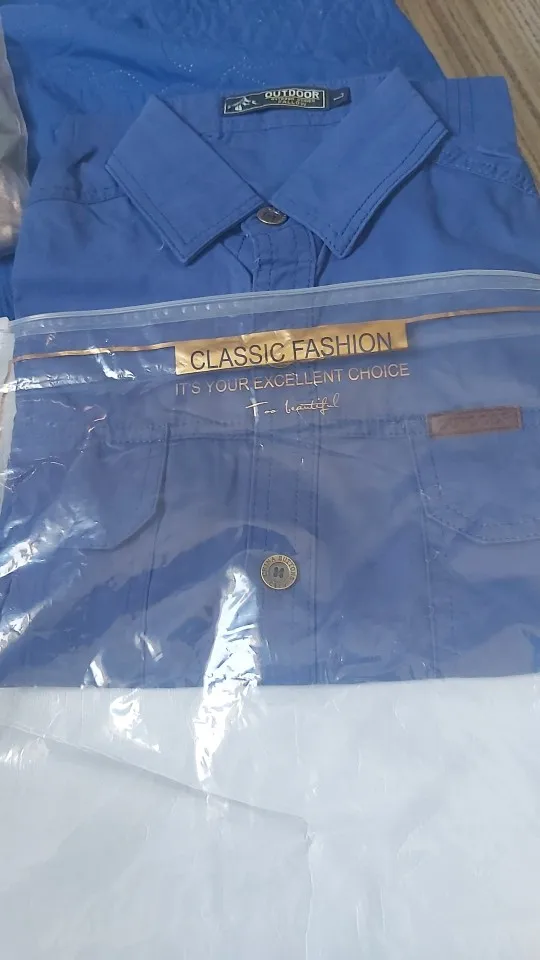 OUTDOOR
L
CLASSIC FASHION
IT'S YOUR EXCELLENT CHOICE
Too beautiful